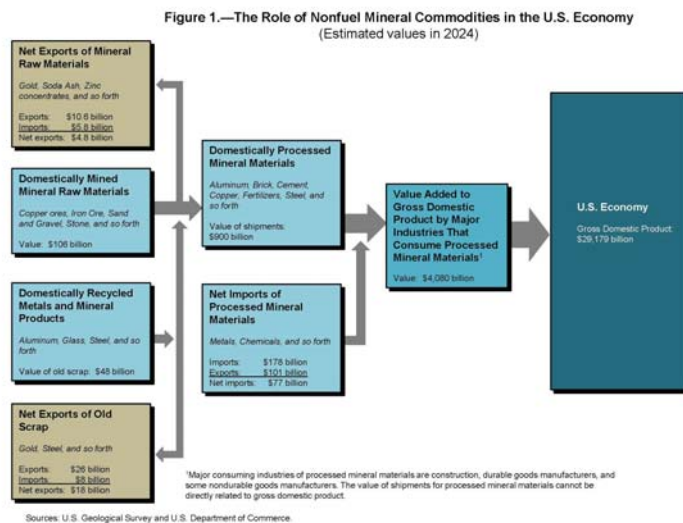 Figure 1.—The Role of Nonfuel Mineral Commodities in the U.S. Economy
(Estimated values in 2024)
Net Exports of Mineral
Raw Materials
Gold, Soda Ash, Zinc
concentrates, and so forth
Exports: $10.6 billion
Imports: $5.8 billion
Net exports: $4.8 billion
Domestically Mined
Mineral Raw Materials
Copper ores, Iron Ore, Sand
and Gravel, Stone, and so forth
Value: $106 billion
Domestically Recycled
Metals and Mineral
Products
Aluminum, Glass, Steel, and so
forth
Value of old scrap: $48 billion
Net Exports of Old
Scrap
Gold, Steel, and so forth
Exports: $26 billion
Imports: $8 billion
Net exports: $18 billion
Domestically Processed
Mineral Materials
Aluminum, Brick, Cement,
Copper, Fertilizers, Steel, and
so forth
Value of shipments:
$900 billion
Net Imports of
Processed Mineral
Materials
Metals, Chemicals, and so forth
Imports: $178 billion
Exports: $101 billion
Net imports: $77 billion
Value Added to
Gross Domestic
Product by Major
Industries That
Consume Processed
Mineral Materials¹
Value: $4,080 billion
U.S. Economy
Gross Domestic Product:
$29,179 billion
¹Major consuming industries of processed mineral materials are construction, durable goods manufacturers, and
some nondurable goods manufacturers. The value of shipments for processed mineral materials cannot be
directly related to gross domestic product.
Sources: U.S. Geological Survey and U.S. Department of Commerce.